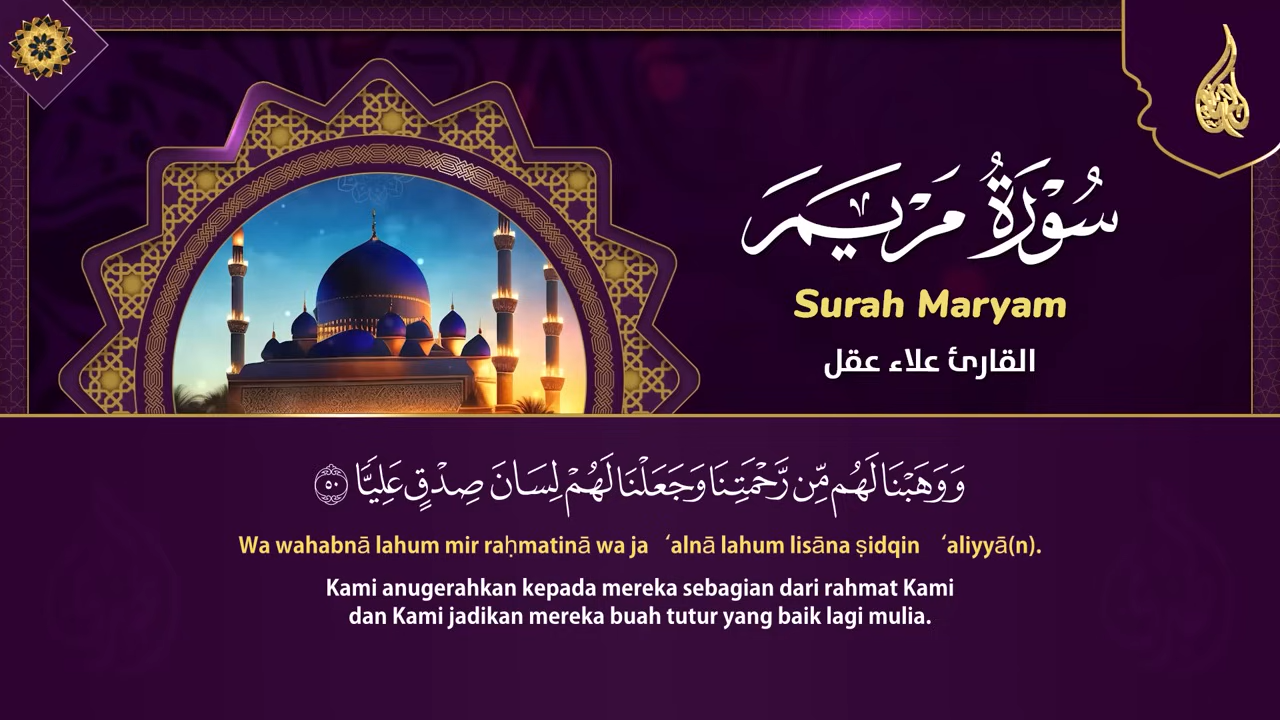 سُوْرَةُ مَرْيَمَ
Surah Maryam
القارئ علاء عقل
وَوَهَبْنَا لَهُم مِّن رَّحْمَتِنَا وَجَعَلْنَا لَهُمْ لِسَانَ صِدْقٍ عَلِيًّا ٥٠
Wa wahabnā lahum mir raḥmatinā wa ja ‘alnā lahum lisāna ṣidqin ‘aliyyā(n).
Kami anugerahkan kepada mereka sebagian dari rahmat Kami
dan Kami jadikan mereka buah tutur yang baik lagi mulia.